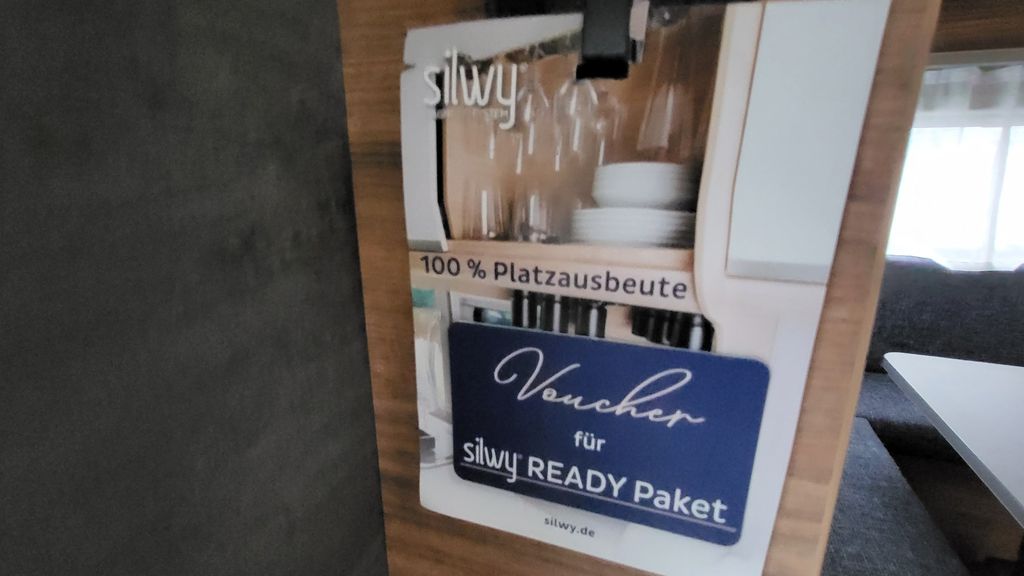 silwy
100 % Platzausbeute
Voucher
für
silwy® READY Paket
silwy.de